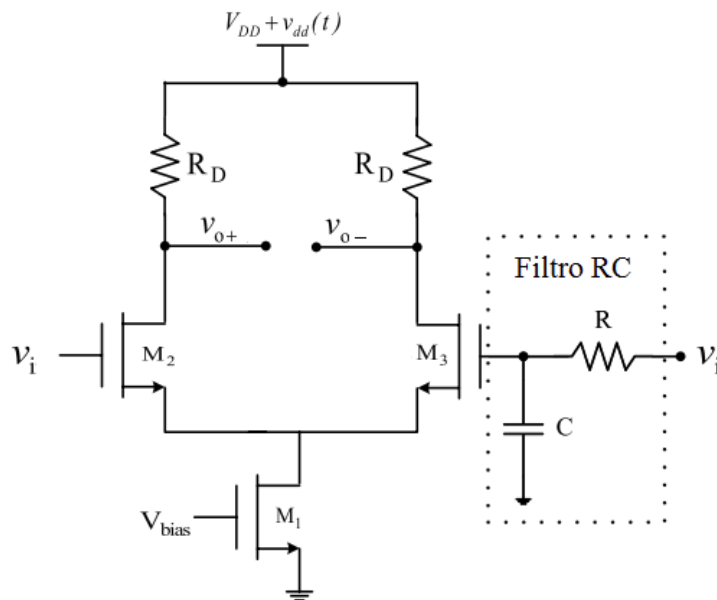 V_DD + v_dd(t)
R_D
R_D
v_o+
v_o−
Filtro RC
R
v_i
M_2
M_3
v_i
C
V_bias
M_1